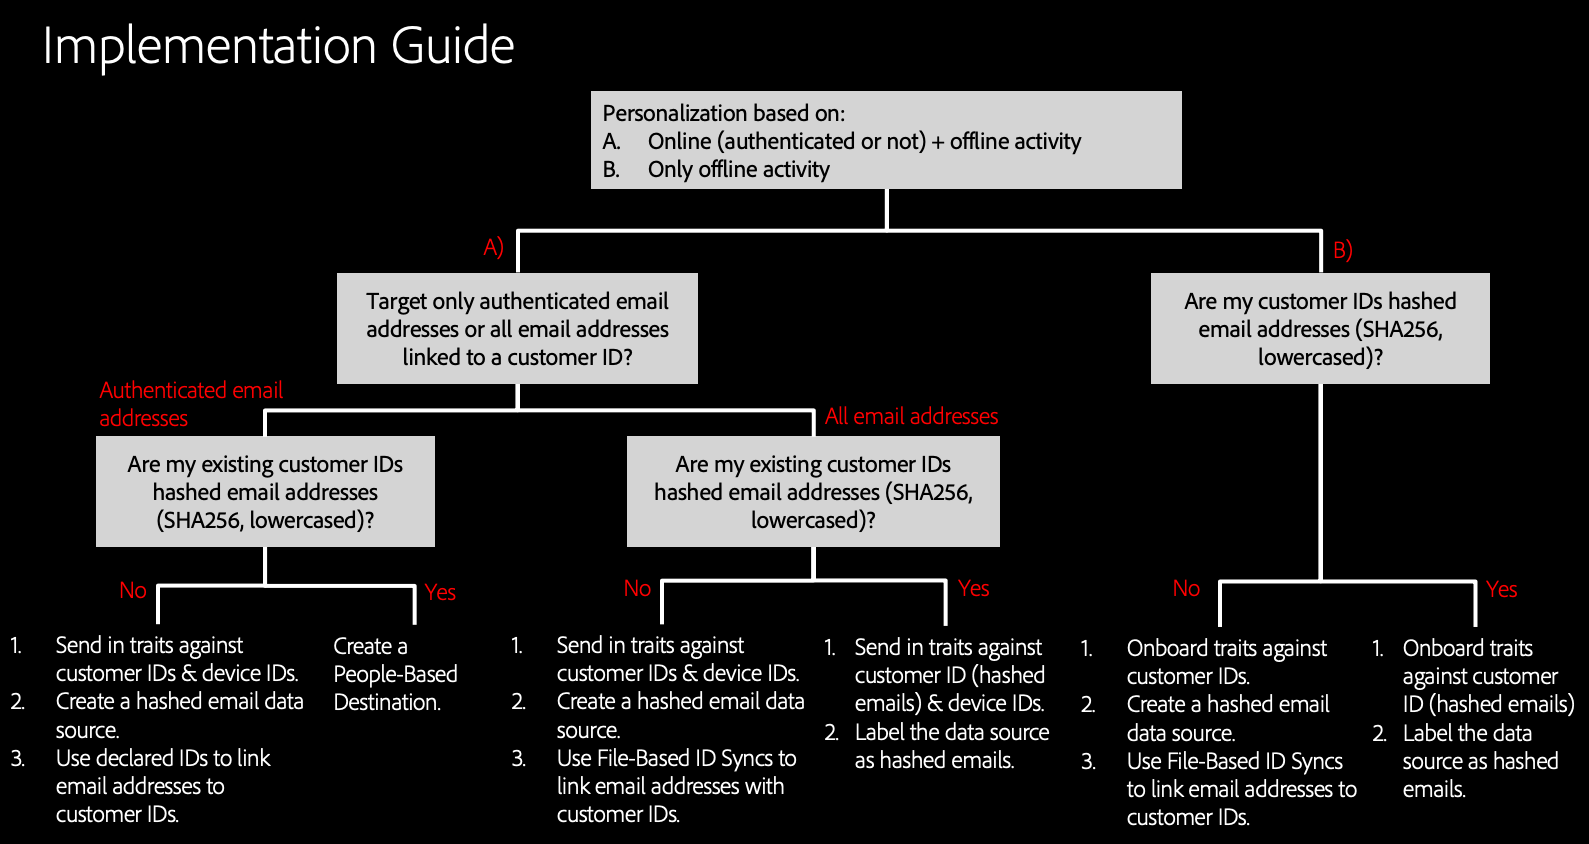 Implementation Guide
Personalization based on:
A. Online (authenticated or not) + offline activity
B. Only offline activity
A)
B)
Target only authenticated email
addresses or all email addresses
linked to a customer ID?
Are my customer IDs hashed
email addresses (SHA256,
lowercased)?
Authenticated email
addresses
All email addresses
Are my existing customer IDs
hashed email addresses
(SHA256, lowercased)?
Are my existing customer IDs
hashed email addresses (SHA256,
lowercased)?
No
Yes
No
Yes
No
Yes
1. Send in traits against
customer IDs & device IDs.
2. Create a hashed email data
source.
3. Use declared IDs to link
email addresses to
customer IDs.
Create a
People-Based
Destination.
1. Send in traits against
customer IDs & device IDs.
2. Create a hashed email data
source.
3. Use File-Based ID Syncs to
link email addresses with
customer IDs.
1. Send in traits against
customer ID (hashed
emails) & device IDs.
2. Label the data source
as hashed emails.
1. Onboard traits against
customer IDs.
2. Create a hashed email
data source.
3. Use File-Based ID Syncs
to link email addresses to
customer IDs.
1. Onboard traits
against customer
ID (hashed emails)
2. Label the data
source as hashed
emails.